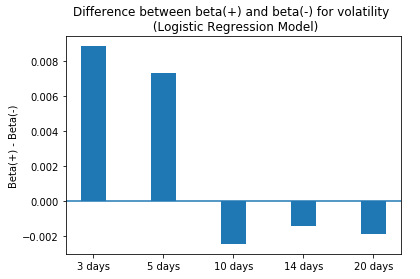 Difference between beta(+) and beta(-) for volatility
(Logistic Regression Model)
Beta(+) - Beta(-)
0.008
0.006
0.004
0.002
0.000
−0.002
3 days
5 days
10 days
14 days
20 days